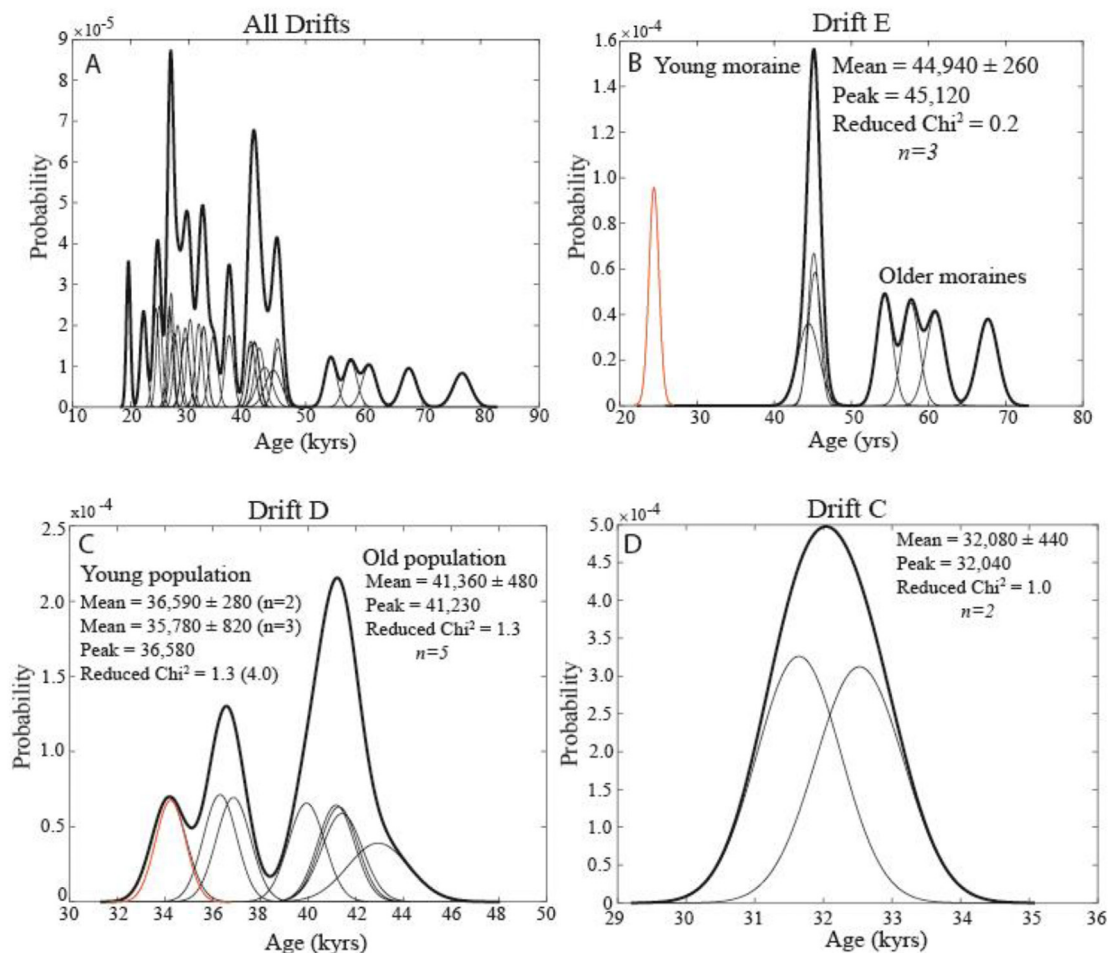 All Drifts
×10⁻⁵
A
9
8
7
6
5
4
3
2
1
0
Probability
10 20 30 40 50 60 70 80 90
Age (kyrs)
Drift E
1.6 ×10⁻⁴
B
Young moraine
Mean = 44,940 ± 260
Peak = 45,120
Reduced Chi² = 0.2
n=3
Older moraines
1.4
1.2
1.0
0.8
0.6
0.4
0.2
0
Probability
20 30 40 50 60 70 80
Age (yrs)
Drift D
x10⁻⁴
C
Young population
Mean = 36,590 ± 280 (n=2)
Mean = 35,780 ± 820 (n=3)
Peak = 36,580
Reduced Chi² = 1.3 (4.0)
Old population
Mean = 41,360 ± 480
Peak = 41,230
Reduced Chi² = 1.3
n=5
2.5
2.0
1.5
1.0
0.5
0
Probability
30 32 34 36 38 40 42 44 46 48 50
Age (kyrs)
Drift C
5.0 ×10⁻⁴
D
Mean = 32,080 ± 440
Peak = 32,040
Reduced Chi² = 1.0
n=2
4.5
4.0
3.5
3.0
2.5
2.0
1.5
1.0
0.5
0
Probability
29 30 31 32 33 34 35 36
Age (kyrs)